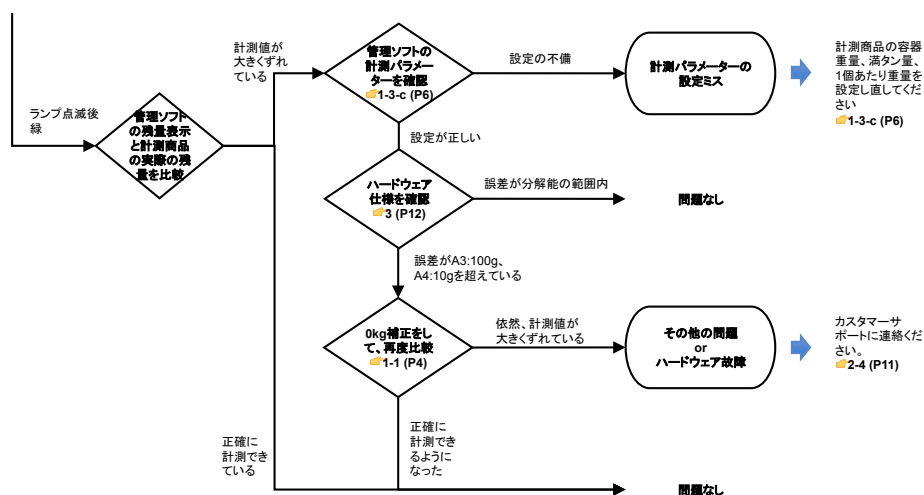 ランプ点滅後
緑
管理ソフト
の残量表示
と計測商品
の実際の残
量を比較
計測値が
大きくずれ
ている
管理ソフトの
計測パラメー
ターを確認
👉1-3-c (P6)
設定の不備
計測パラメーターの
設定ミス
計測商品の容器
重量、満タン量、
1個あたり重量を
設定し直してくだ
さい
👉1-3-c (P6)
設定が正しい
ハードウェア
仕様を確認
👉3 (P12)
誤差が分解能の範囲内
問題なし
誤差がA3:100g、
A4:10gを超えている
0kg補正をし
て、再度比較
👉1-1 (P4)
依然、計測値が
大きくずれている
その他の問題
or
ハードウェア故障
カスタマーサ
ポートに連絡くだ
さい。
👉2-4 (P11)
正確に
計測でき
ている
正確に
計測でき
るように
なった
問題なし